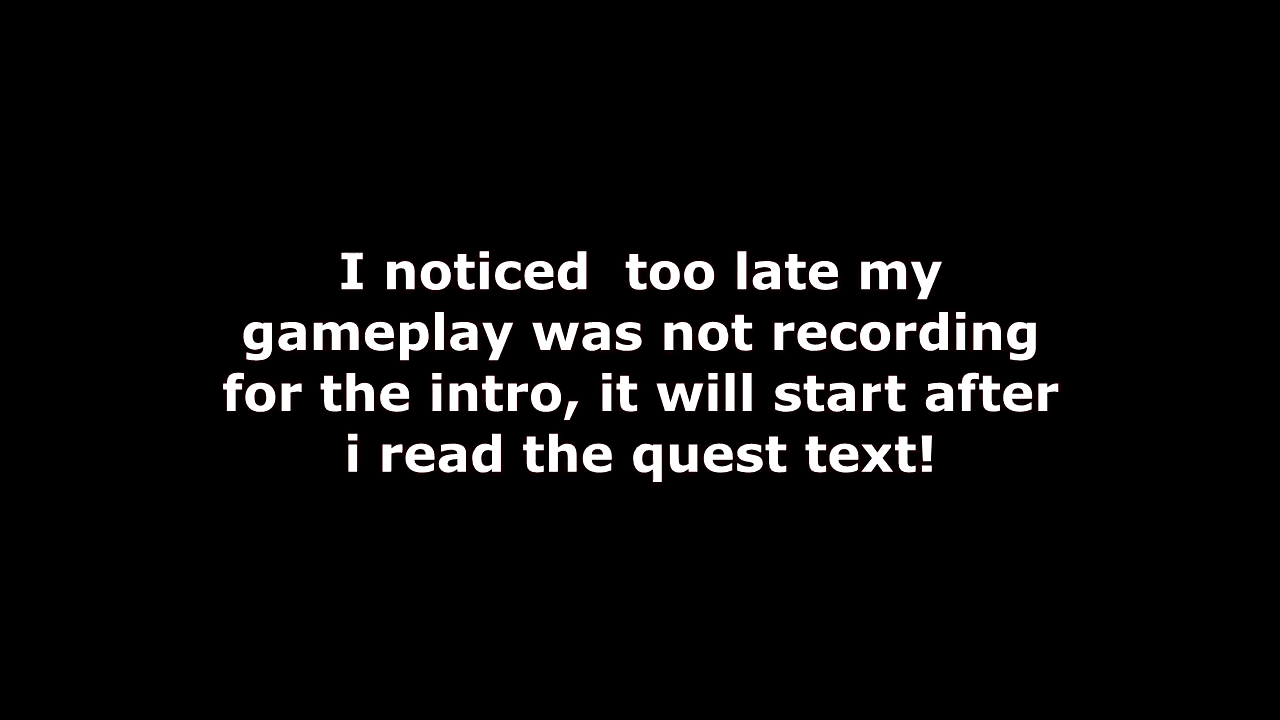 I noticed  too late my
gameplay was not recording
for the intro, it will start after
i read the quest text!